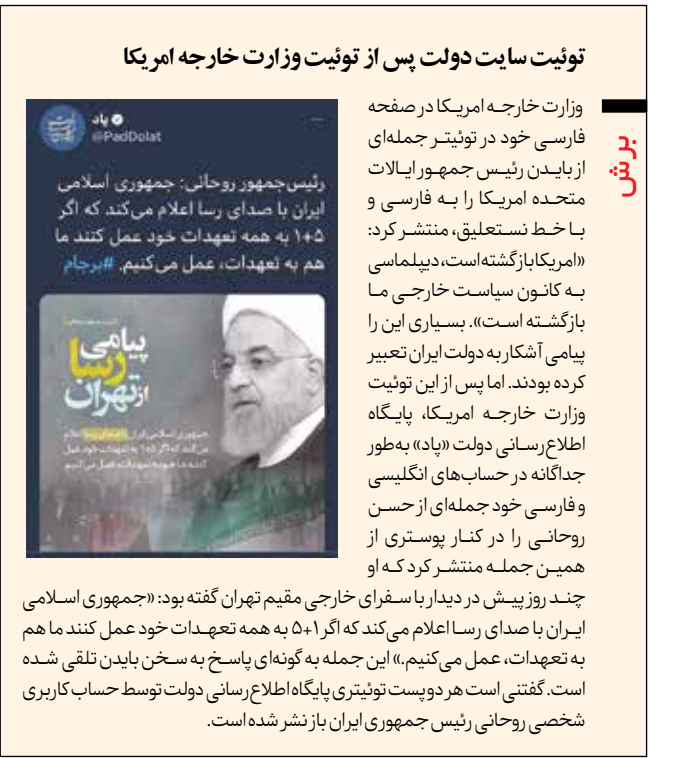 توئیت سایت دولت پس از توئیت وزارت خارجه امریکا
برش
وزارت خارجـه امریـکا در صفحه
فارسـی خود در توئیتـر جمله‌ای
از بایـدن رئیـس جمهـور ایـالات
متحـده امریـکا را بـه فارسـی و
بـا خـط نسـتعلیق، منتشـر کرد:
«امریکا بازگشته است، دیپلماسی
بـه کانـون سیاسـت خارجـی مـا
بازگشـته اسـت». بسـیاری این را
پیامی آشکار به دولت ایران تعبیر
کرده بودند. اما پس از این توئیت
وزارت خارجـه امریـکا، پایـگاه
اطلاع‌رسـانی دولت «پاد» به‌طور
جداگانه در حساب‌های انگلیسی
و فارسـی خود جمله‌ای از حسـن
روحانـی را در کنـار پوسـتری از
همیـن جملـه منتشـر کرد کـه او
چنـد روز پیـش در دیدار با سـفرای خارجی مقیم تهران گفته بود: «جمهوری اسـلامی
ایـران با صدای رسـا اعلام می‌کند که اگر ۱+۵ به همه تعهـدات خود عمل کنند ما هم
به تعهدات، عمل می‌کنیم.» این جمله به گونه‌ای پاسـخ به سـخن بایدن تلقی شـده
است. گفتنی است هر دو پست توئیتری پایگاه اطلاع‌رسانی دولت توسط حساب کاربری
شخصی روحانی رئیس جمهوری ایران بازنشر شده است.
پاد
@PadDolat
رئیس‌جمهور روحانی: جمهوری اسلامی
ایران با صدای رسا اعلام می‌کند که اگر
۵+۱ به همه تعهدات خود عمل کنند ما
هم به تعهدات، عمل می‌کنیم. #برجام
پیامی
رسا
از تهران